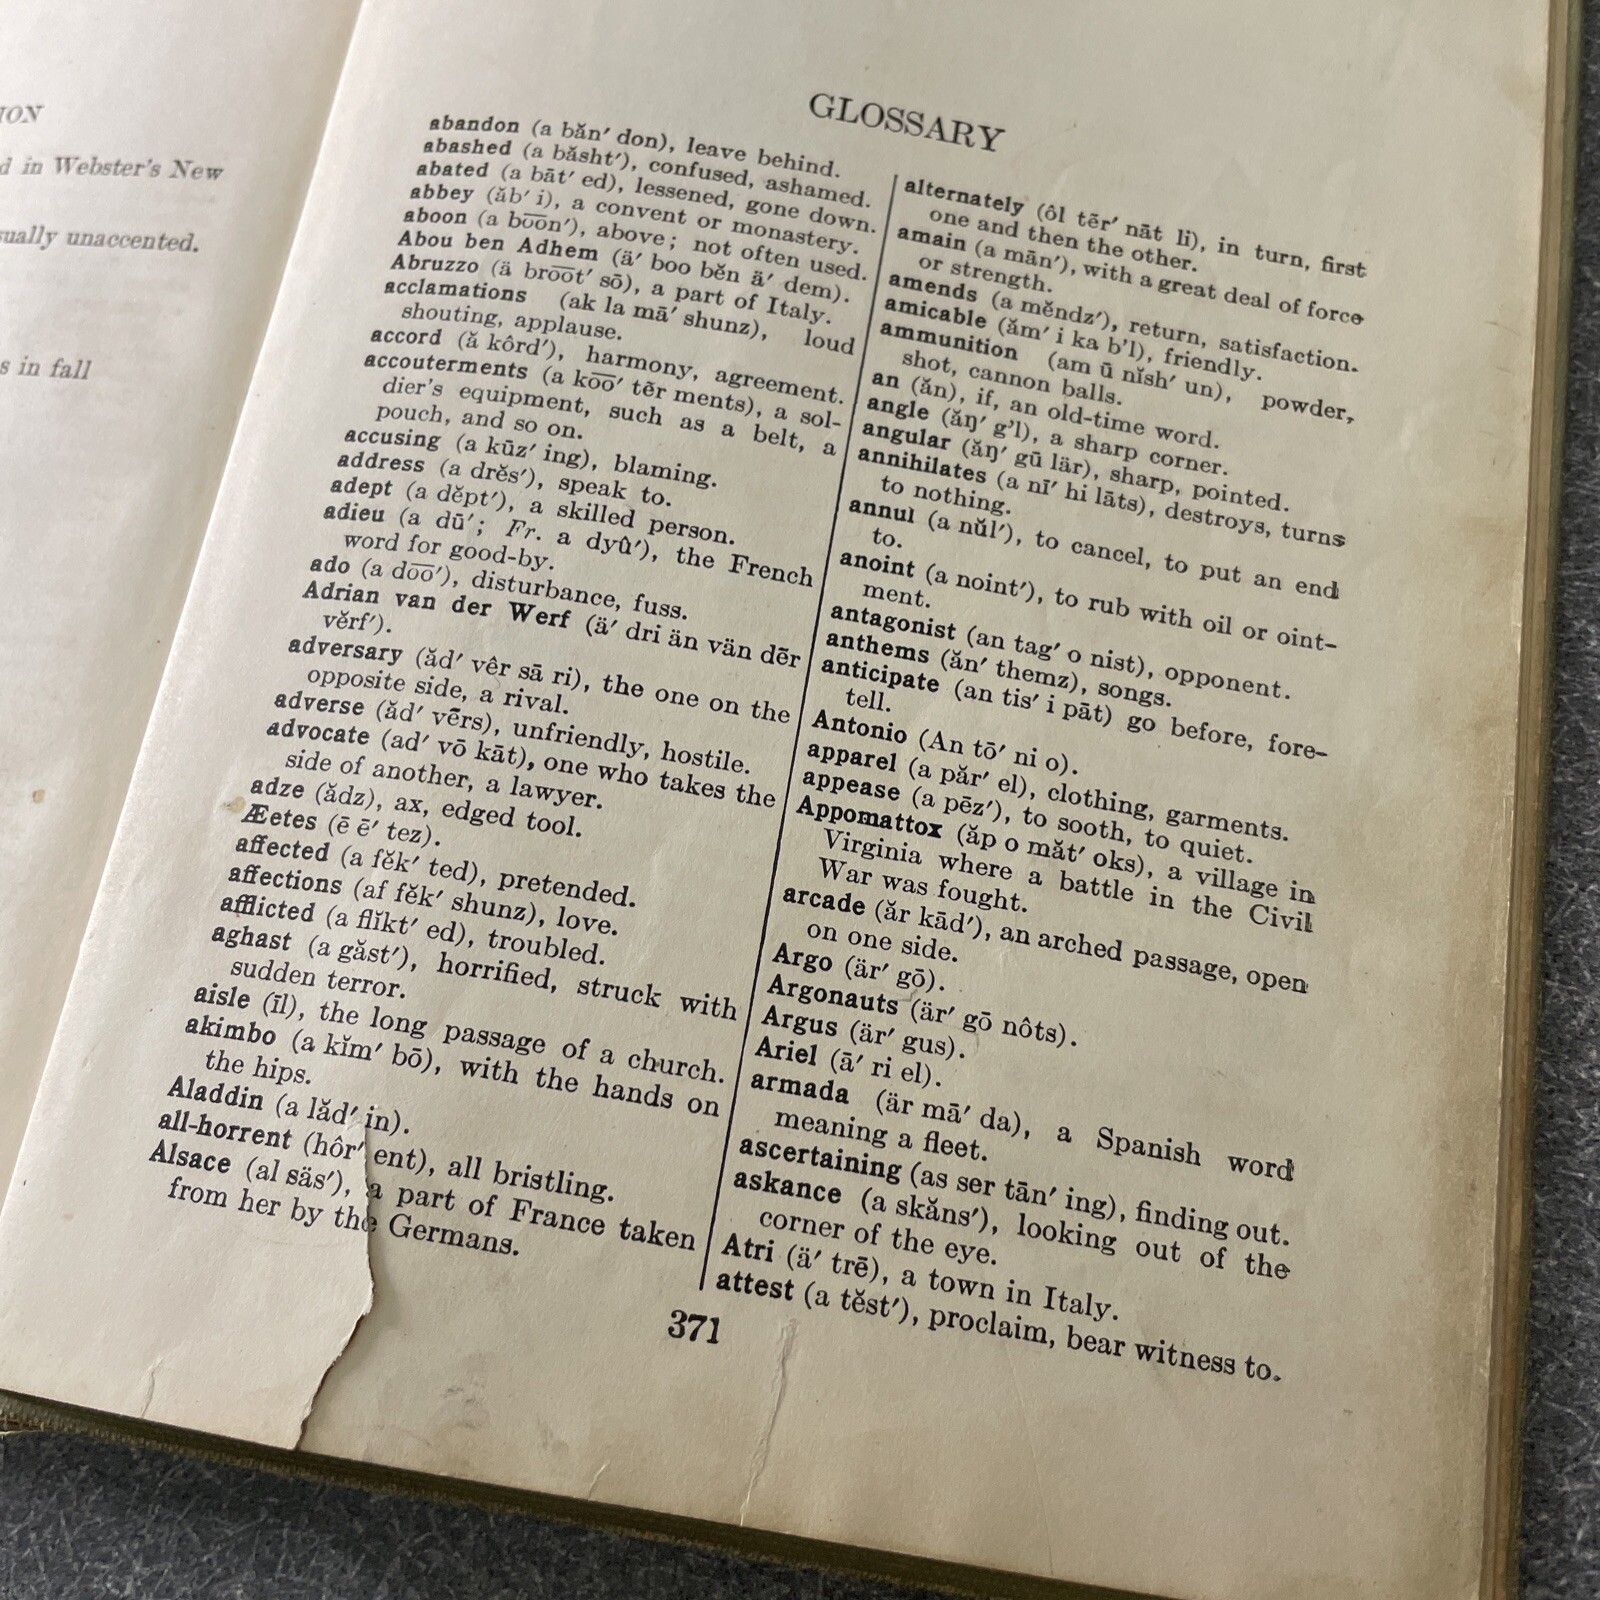 ION
d in Webster's New
sually unaccented.
s in fall
GLOSSARY
abandon (a băn′ don), leave behind.
abashed (a băsht′), confused, ashamed.
abated (a bāt′ ed), lessened, gone down.
abbey (ăb′ i), a convent or monastery.
aboon (a bo͞on′), above; not often used.
Abou ben Adhem (ä′ boo bĕn ä′ dem).
Abruzzo (ä bro͞ot′ sō), a part of Italy.
acclamations (ak la mā′ shunz), loud
shouting, applause.
accord (ă kôrd′), harmony, agreement.
accouterments (a ko͞o′ tẽr ments), a sol-
dier's equipment, such as a belt, a
pouch, and so on.
accusing (a kūz′ ing), blaming.
address (a drĕs′), speak to.
adept (a dĕpt′), a skilled person.
adieu (a dū′; Fr. a dyû′), the French
word for good-by.
ado (a do͞o′), disturbance, fuss.
Adrian van der Werf (ä′ dri än vän dẽr
vĕrf′).
adversary (ăd′ vêr sā ri), the one on the
opposite side, a rival.
adverse (ăd′ vẽrs), unfriendly, hostile.
advocate (ad′ vō kāt), one who takes the
side of another, a lawyer.
adze (ădz), ax, edged tool.
Æetes (ē ē′ tez).
affected (a fĕk′ ted), pretended.
affections (af fĕk′ shunz), love.
afflicted (a flĭkt′ ed), troubled.
aghast (a găst′), horrified, struck with
sudden terror.
aisle (īl), the long passage of a church.
akimbo (a kĭm′ bō), with the hands on
the hips.
Aladdin (a lăd′ in).
all-horrent (hôr′ ent), all bristling.
Alsace (al säs′), a part of France taken
from her by the Germans.
alternately (ôl tẽr′ nāt li), in turn, first
one and then the other.
amain (a mān′), with a great deal of force
or strength.
amends (a mĕndz′), return, satisfaction.
amicable (ăm′ i ka b'l), friendly.
ammunition (am ū nĭsh′ un), powder,
shot, cannon balls.
an (ăn), if, an old-time word.
angle (ăŋ′ g'l), a sharp corner.
angular (ăŋ′ gū lär), sharp, pointed.
annihilates (a nī′ hi lāts), destroys, turns
to nothing.
annul (a nŭl′), to cancel, to put an end
to.
anoint (a noint′), to rub with oil or oint-
ment.
antagonist (an tag′ o nist), opponent.
anthems (ăn′ themz), songs.
anticipate (an tis′ i pāt) go before, fore-
tell.
Antonio (An tō′ ni o).
apparel (a păr′ el), clothing, garments.
appease (a pēz′), to sooth, to quiet.
Appomattox (ăp o măt′ oks), a village in
Virginia where a battle in the Civil
War was fought.
arcade (ăr kād′), an arched passage, open
on one side.
Argo (är′ gō).
Argonauts (är′ gō nôts).
Argus (är′ gus).
Ariel (ā′ ri el).
armada (är mā′ da), a Spanish word
meaning a fleet.
ascertaining (as ser tān′ ing), finding out.
askance (a skăns′), looking out of the
corner of the eye.
Atri (ä′ trē), a town in Italy.
attest (a tĕst′), proclaim, bear witness to.
371